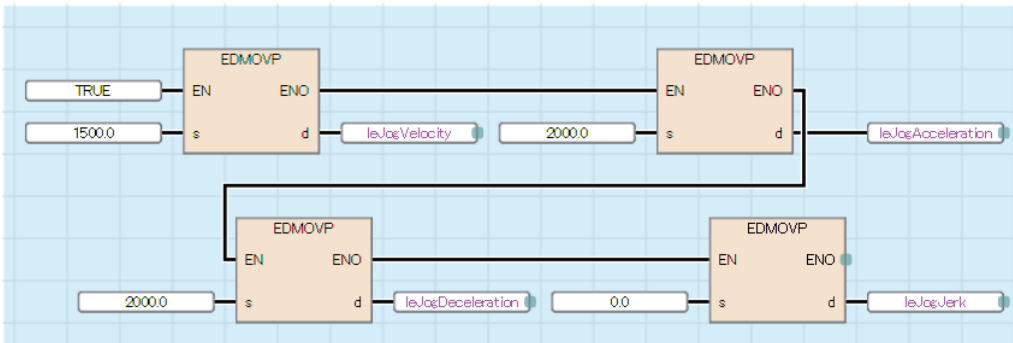 EDMOVP EDMOVP
TRUE EN ENO EN ENO
1500.0 s d leJogVelocity 2000.0 s d leJogAcceleration
EDMOVP EDMOVP
EN ENO EN ENO
2000.0 s d leJogDeceleration 0.0 s d leJogJerk